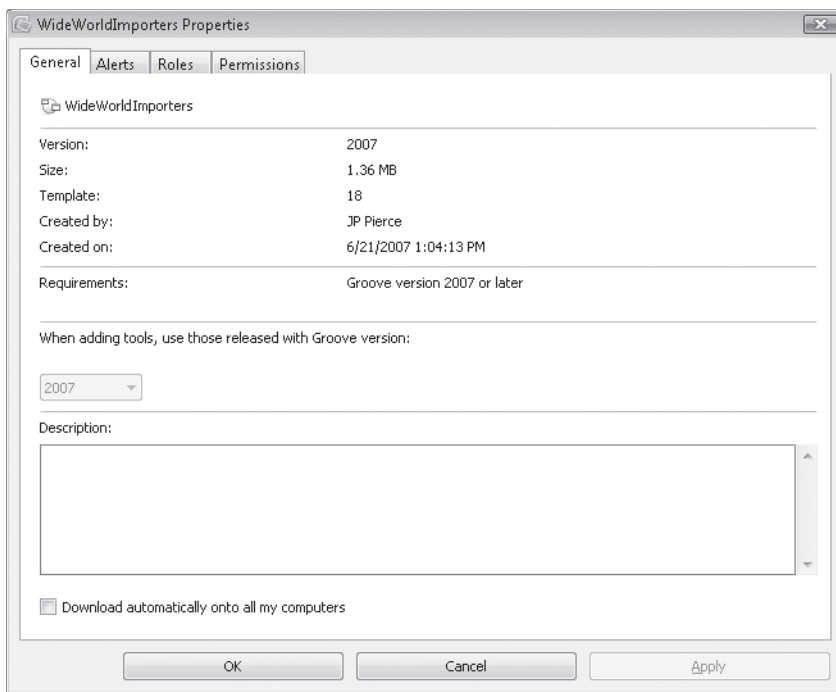 WideWorldImporters Properties
General Alerts Roles Permissions
WideWorldImporters
Version: 2007
Size: 1.36 MB
Template: 18
Created by: JP Pierce
Created on: 6/21/2007 1:04:13 PM
Requirements: Groove version 2007 or later
When adding tools, use those released with Groove version:
2007
Description:
Download automatically onto all my computers
OK Cancel Apply